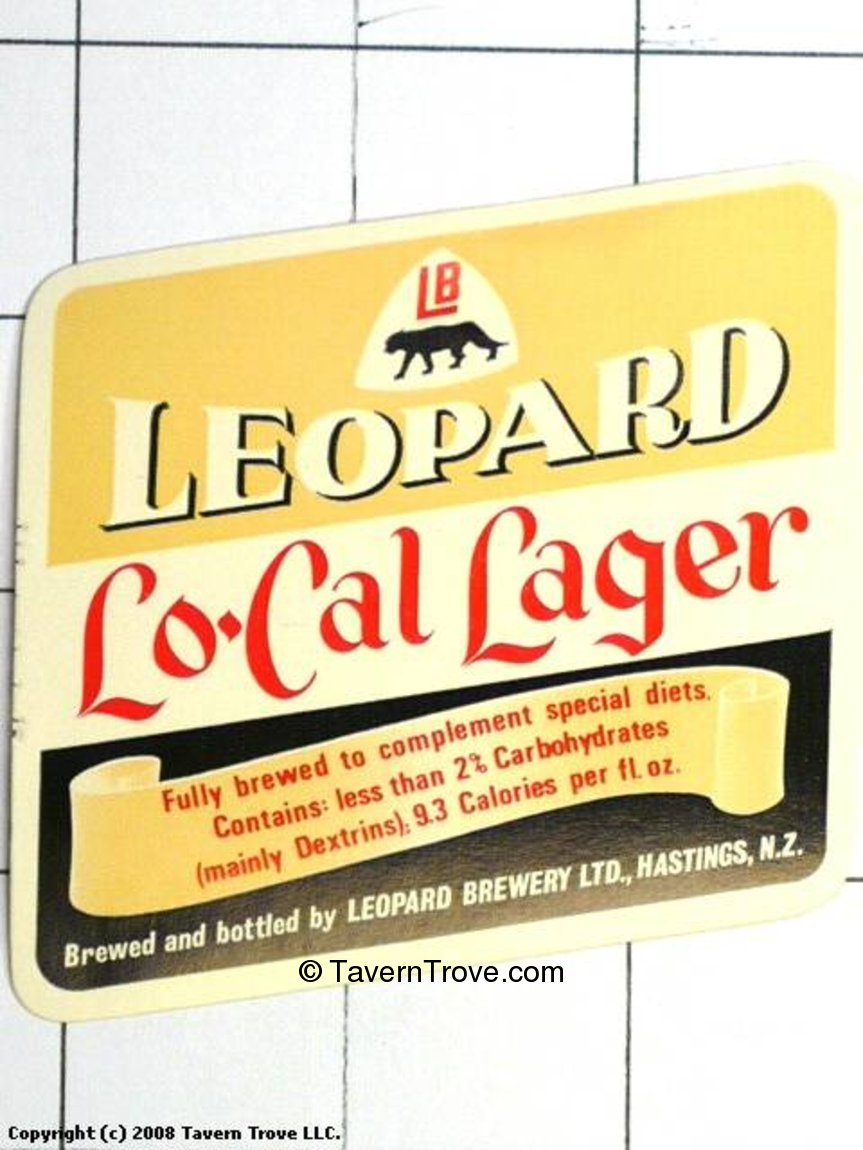 LB
LEOPARD
Lo·Cal Lager
Fully brewed to complement special diets.
Contains: less than 2% Carbohydrates
(mainly Dextrins); 9.3 Calories per fl. oz.
Brewed and bottled by LEOPARD BREWERY LTD., HASTINGS, N.Z.
© TavernTrove.com
Copyright (c) 2008 Tavern Trove LLC.